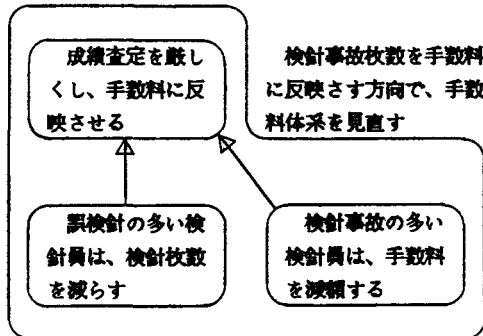 成績査定を厳し
くし、手数料に反
映させる
検針事故枚数を手数料
に反映さす方向で、手数
料体系を見直す
誤検針の多い検
針員は、検針枚数
を減らす
検針事故の多い
検針員は、手数料
を減額する